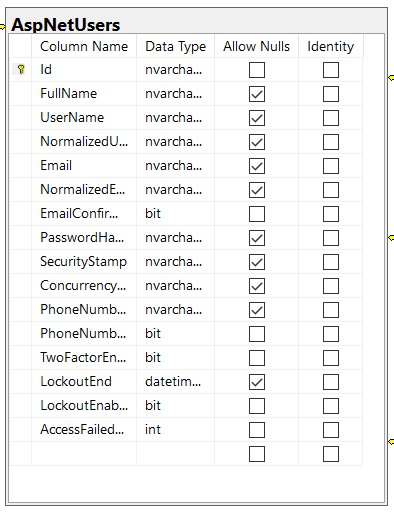 AspNetUsers
Column Name Data Type Allow Nulls Identity
Id nvarcha...
FullName nvarcha...
UserName nvarcha...
NormalizedU... nvarcha...
Email nvarcha...
NormalizedE... nvarcha...
EmailConfir... bit
PasswordHa... nvarcha...
SecurityStamp nvarcha...
Concurrency... nvarcha...
PhoneNumb... nvarcha...
PhoneNumb... bit
TwoFactorEn... bit
LockoutEnd datetim...
LockoutEnab... bit
AccessFailed... int